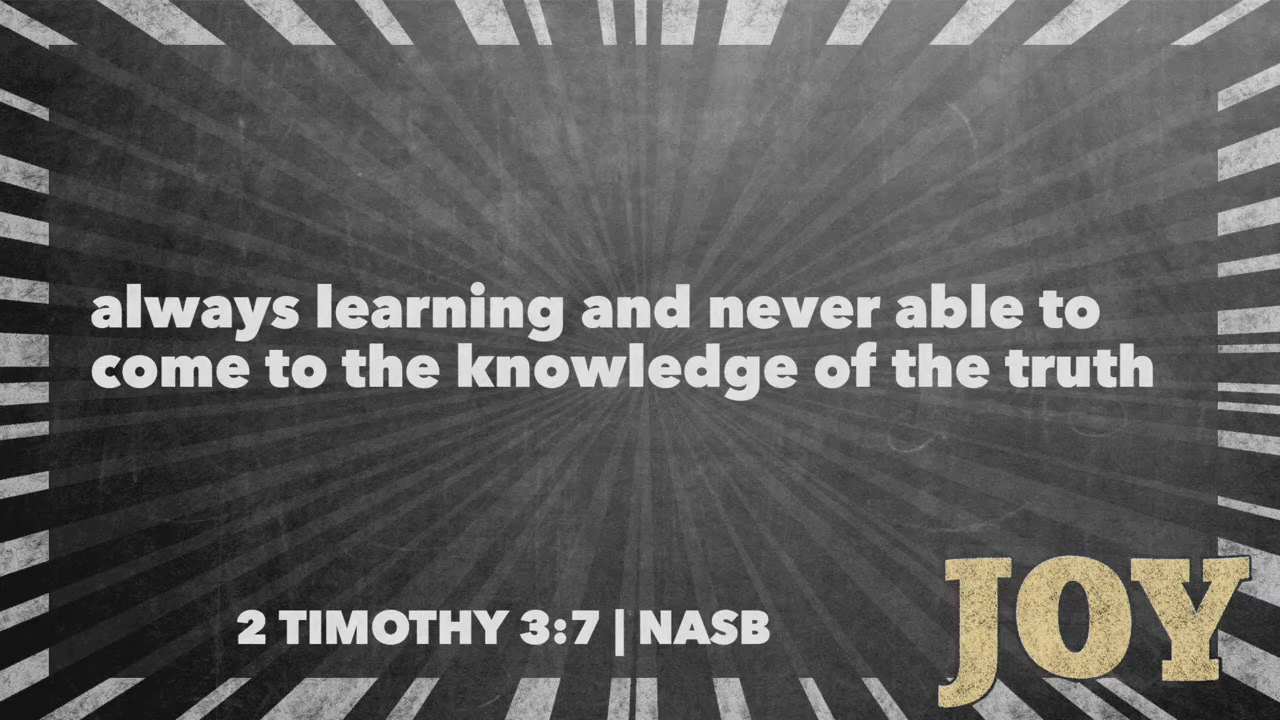 always learning and never able to
come to the knowledge of the truth
2 TIMOTHY 3:7 | NASB
JOY